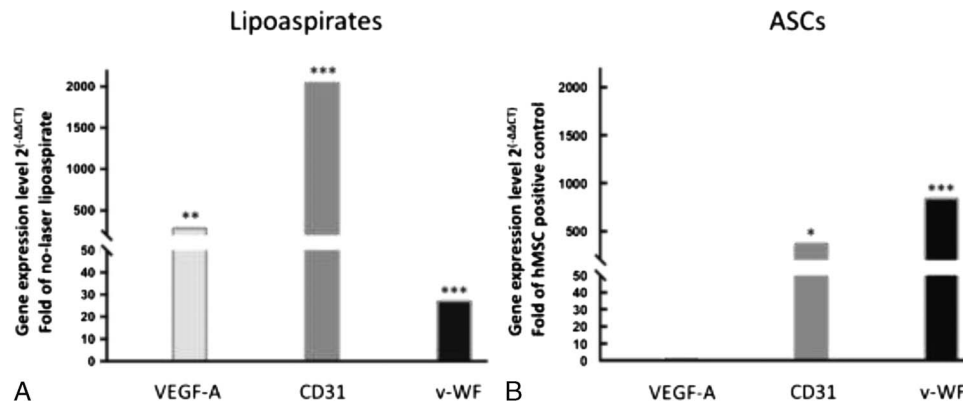 Lipoaspirates
Gene expression level 2(-ΔΔCT)
Fold of no-laser lipoaspirate
2000
1500
1000
500
50
40
30
20
10
0
**
***
***
VEGF-A
CD31
v-WF
A
ASCs
Gene expression level 2(-ΔΔCT)
Fold of hMSC positive control
2000
1500
1000
500
50
40
30
20
10
0
*
***
VEGF-A
CD31
v-WF
B